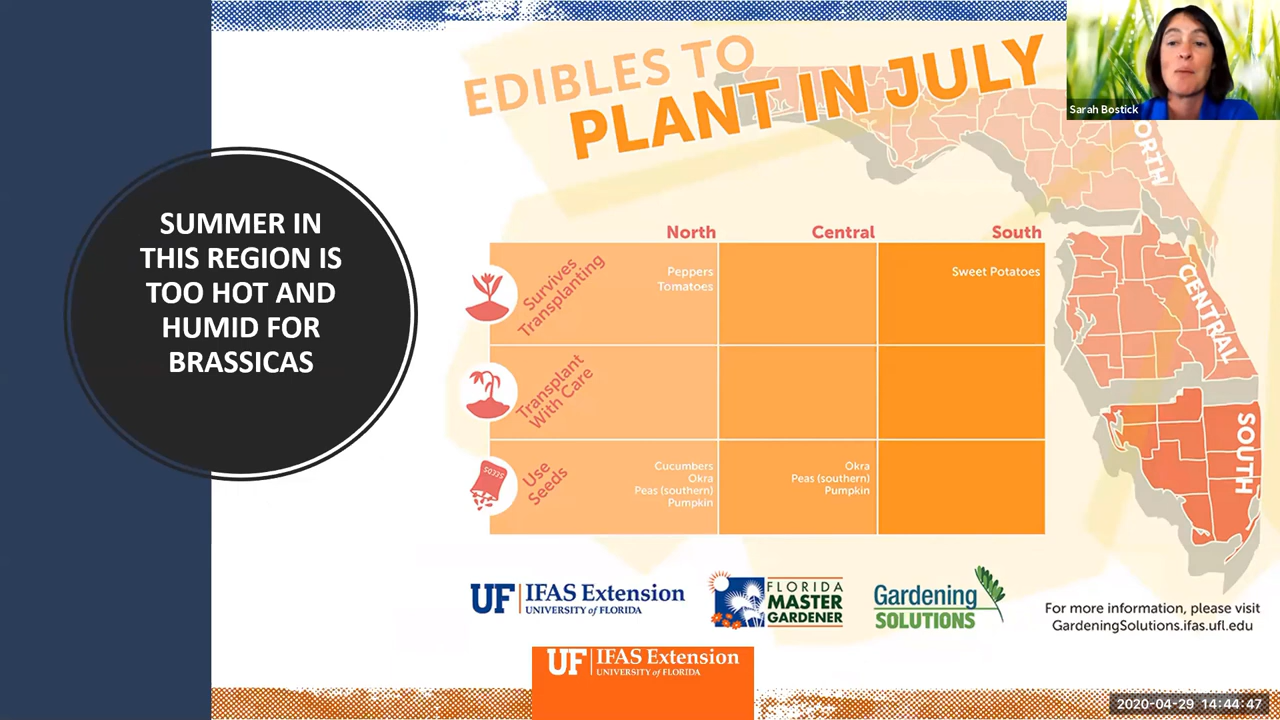 SUMMER IN
THIS REGION IS
TOO HOT AND
HUMID FOR
BRASSICAS
EDIBLES TO
PLANT IN JULY
Sarah Bostick
NORTH
CENTRAL
SOUTH
North Central South
Survives
Transplanting
Peppers
Tomatoes
Sweet Potatoes
Transplant
With Care
SEEDS
Use
Seeds
Cucumbers
Okra
Peas (southern)
Pumpkin
Okra
Peas (southern)
Pumpkin
UF IFAS Extension
UNIVERSITY of FLORIDA
FLORIDA
MASTER
GARDENER
Gardening
SOLUTIONS
For more information, please visit
GardeningSolutions.ifas.ufl.edu
UF IFAS Extension
UNIVERSITY of FLORIDA
2020-04-29 14:44:47